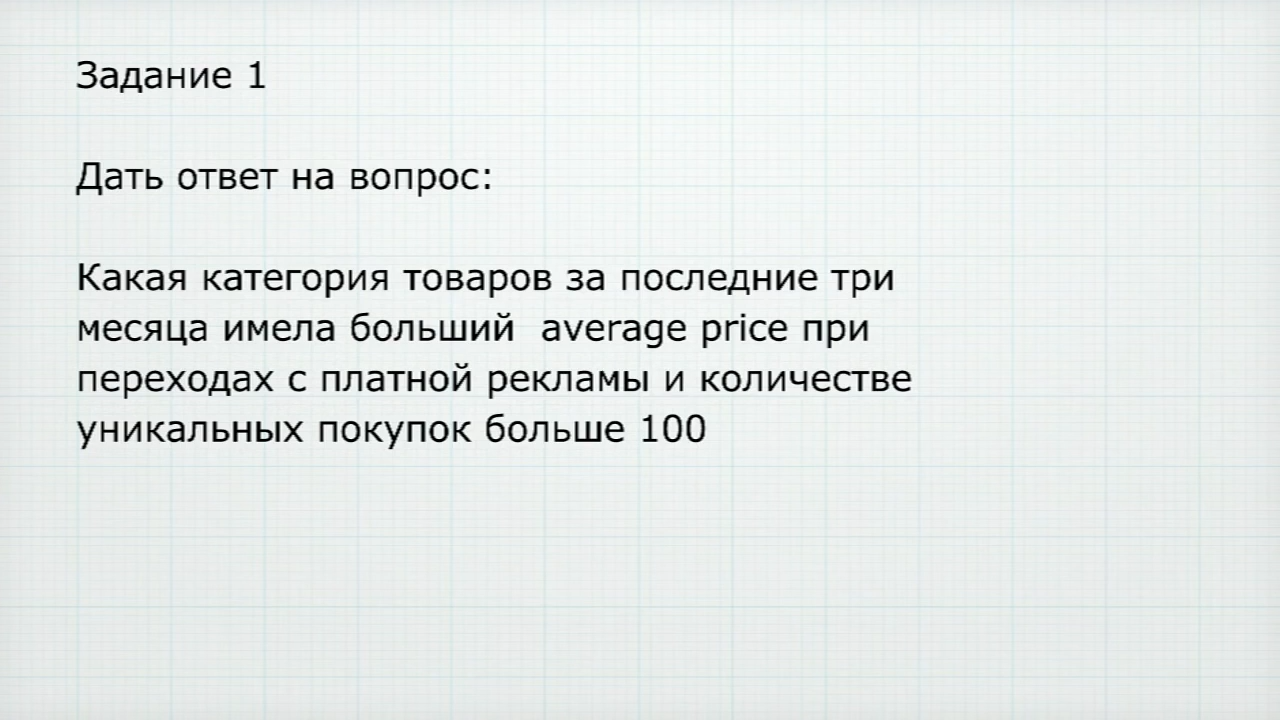 Задание 1
Дать ответ на вопрос:
Какая категория товаров за последние три
месяца имела больший  average price при
переходах с платной рекламы и количестве
уникальных покупок больше 100